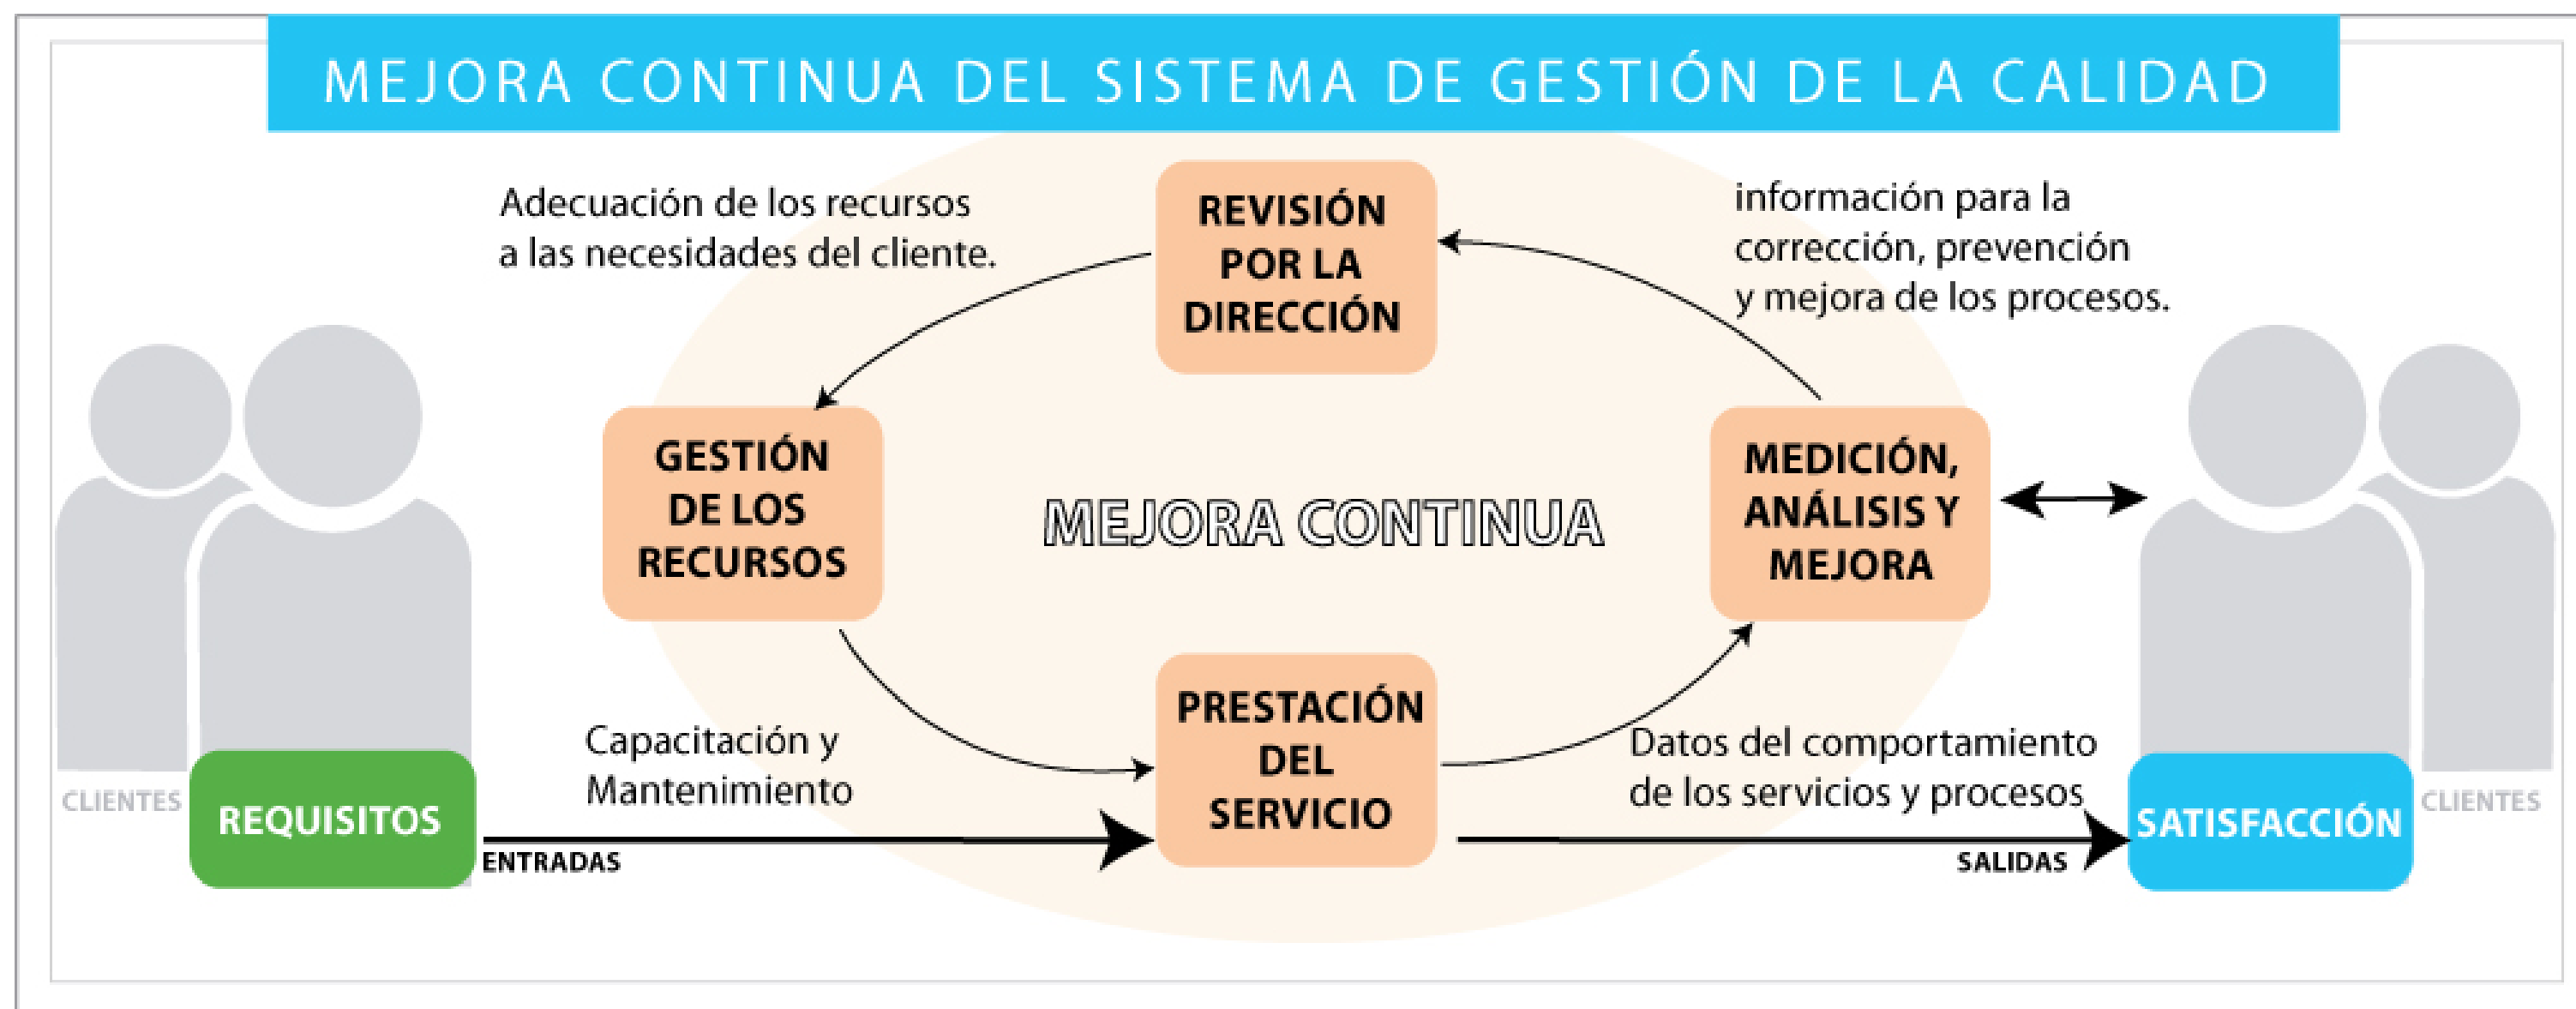 MEJORA CONTINUA DEL SISTEMA DE GESTIÓN DE LA CALIDAD
Adecuación de los recursos
a las necesidades del cliente.
REVISIÓN
POR LA
DIRECCIÓN
información para la
corrección, prevención
y mejora de los procesos.
GESTIÓN
DE LOS
RECURSOS
MEJORA CONTINUA
MEDICIÓN,
ANÁLISIS Y
MEJORA
Capacitación y
Mantenimiento
PRESTACIÓN
DEL
SERVICIO
Datos del comportamiento
de los servicios y procesos
CLIENTES
REQUISITOS
ENTRADAS
SALIDAS
SATISFACCIÓN
CLIENTES